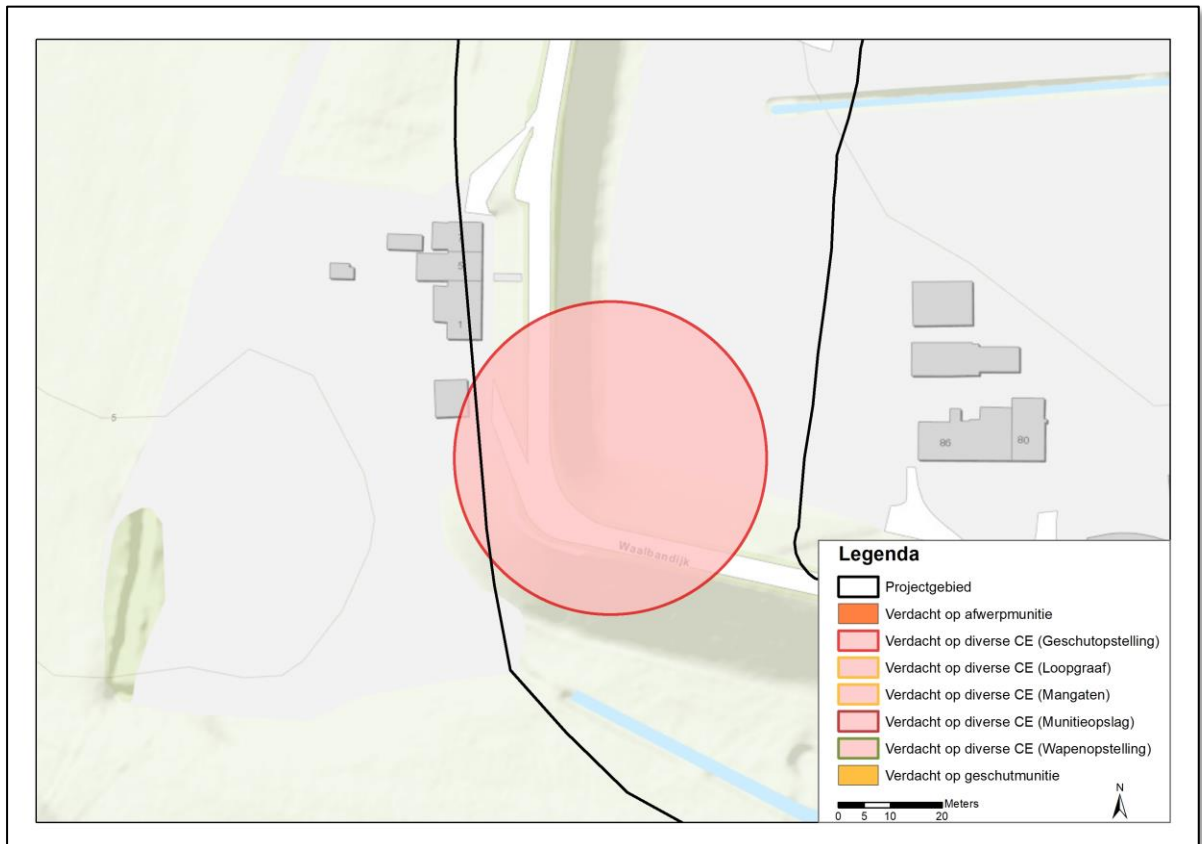 5
1
5
86
80
Waalbandijk
Legenda
Projectgebied
Verdacht op afwerpmunitie
Verdacht op diverse CE (Geschutopstelling)
Verdacht op diverse CE (Loopgraaf)
Verdacht op diverse CE (Mangaten)
Verdacht op diverse CE (Munitieopslag)
Verdacht op diverse CE (Wapenopstelling)
Verdacht op geschutmunitie
Meters
0 5 10 20
N